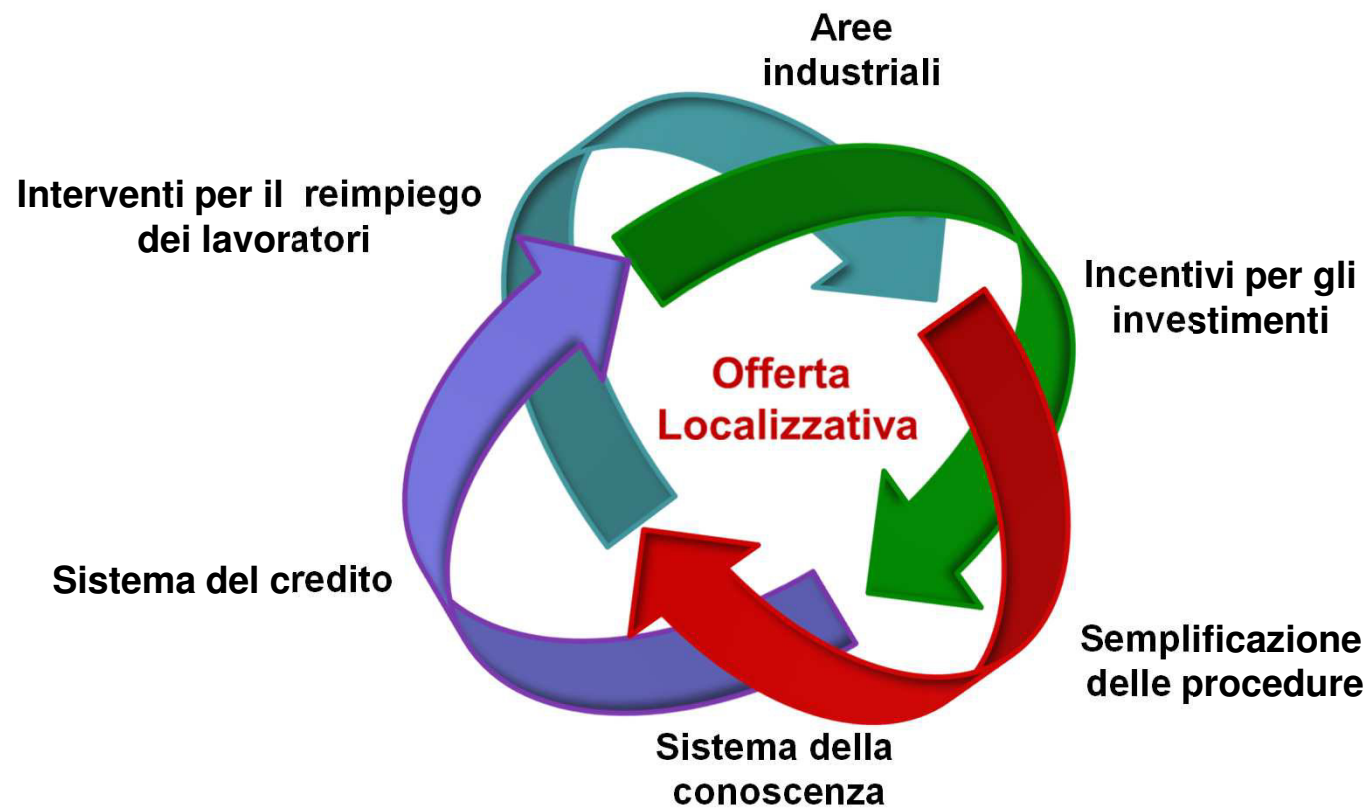 Aree
industriali
Interventi per il reimpiego
dei lavoratori
Incentivi per gli
investimenti
Offerta
Localizzativa
Sistema del credito
Semplificazione
delle procedure
Sistema della
conoscenza